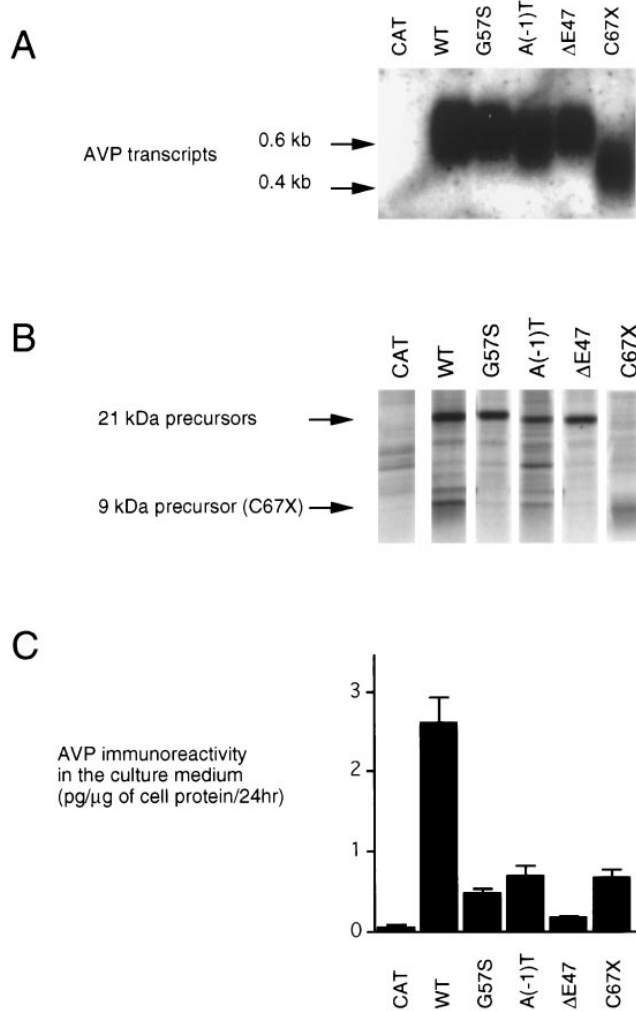 A
CAT
WT
G57S
A(-1)T
ΔE47
C67X
AVP transcripts
0.6 kb
0.4 kb
B
CAT
WT
G57S
A(-1)T
ΔE47
C67X
21 kDa precursors
9 kDa precursor (C67X)
C
AVP immunoreactivity
in the culture medium
(pg/µg of cell protein/24hr)
3
2
1
0
CAT
WT
G57S
A(-1)T
ΔE47
C67X